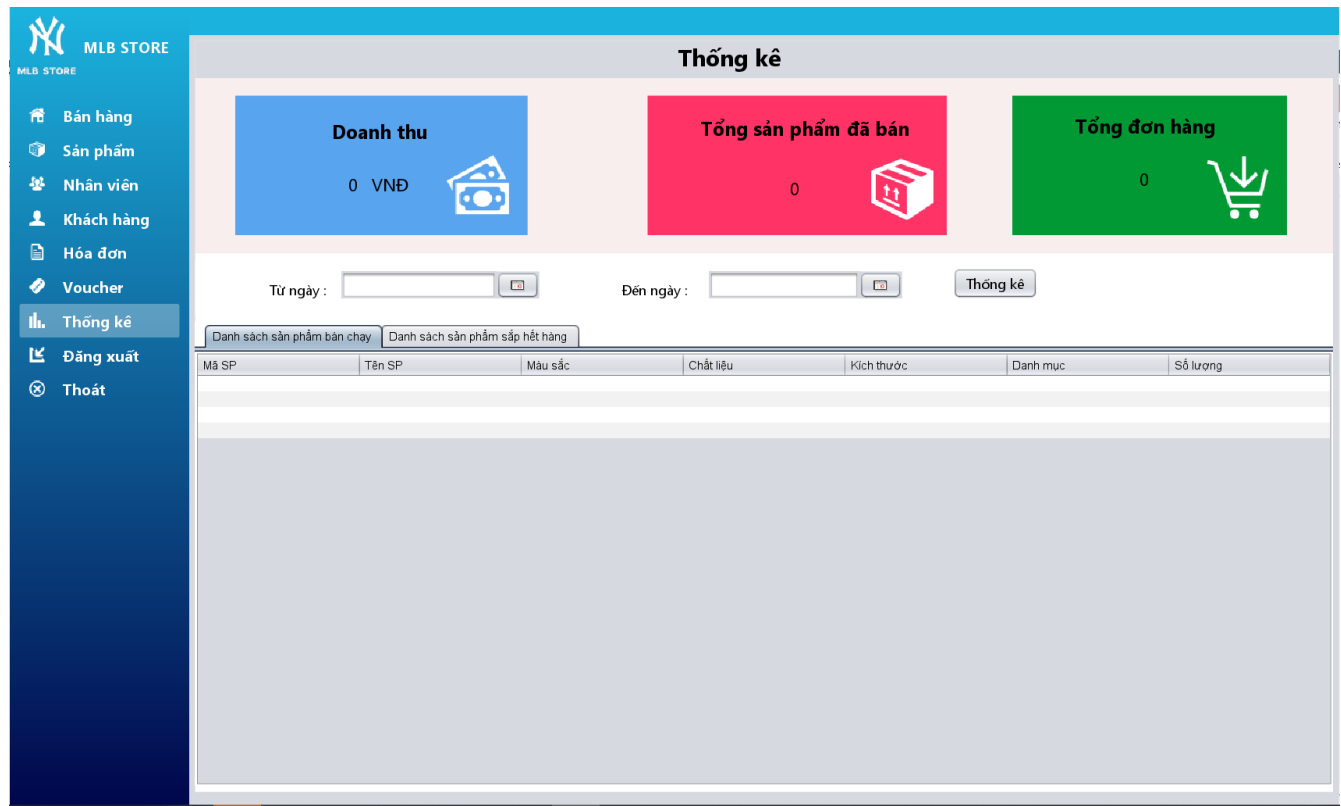 MLB STORE
MLB STORE
Bán hàng
Sản phẩm
Nhân viên
Khách hàng
Hóa đơn
Voucher
Thống kê
Đăng xuất
Thoát
Thống kê
Doanh thu
0 VNĐ
Tổng sản phẩm đã bán
0
Tổng đơn hàng
0
Từ ngày :
Đến ngày :
Thống kê
Danh sách sản phẩm bán chạy Danh sách sản phẩm sắp hết hàng
Mã SP Tên SP Màu sắc Chất liệu Kích thước Danh mục Số lượng